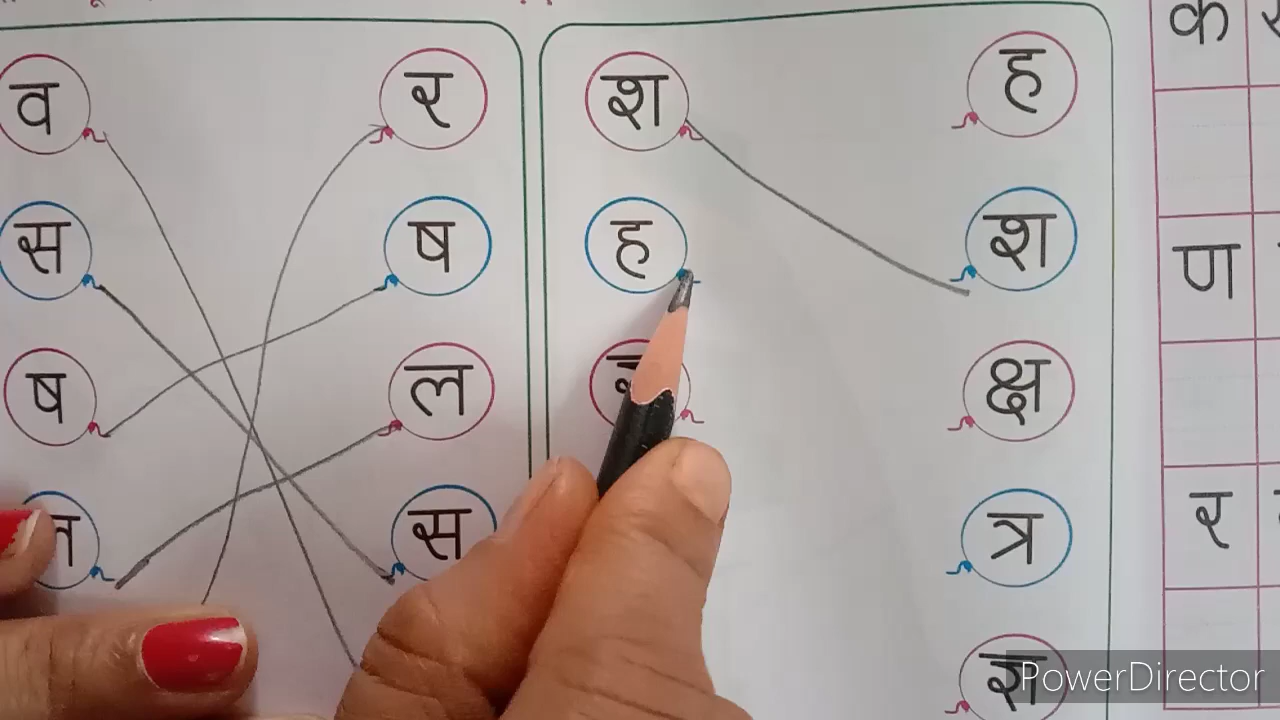 व र श ह क
स ष ह श ण
ष ल क्ष
स त्र र
ज्ञ
PowerDirector